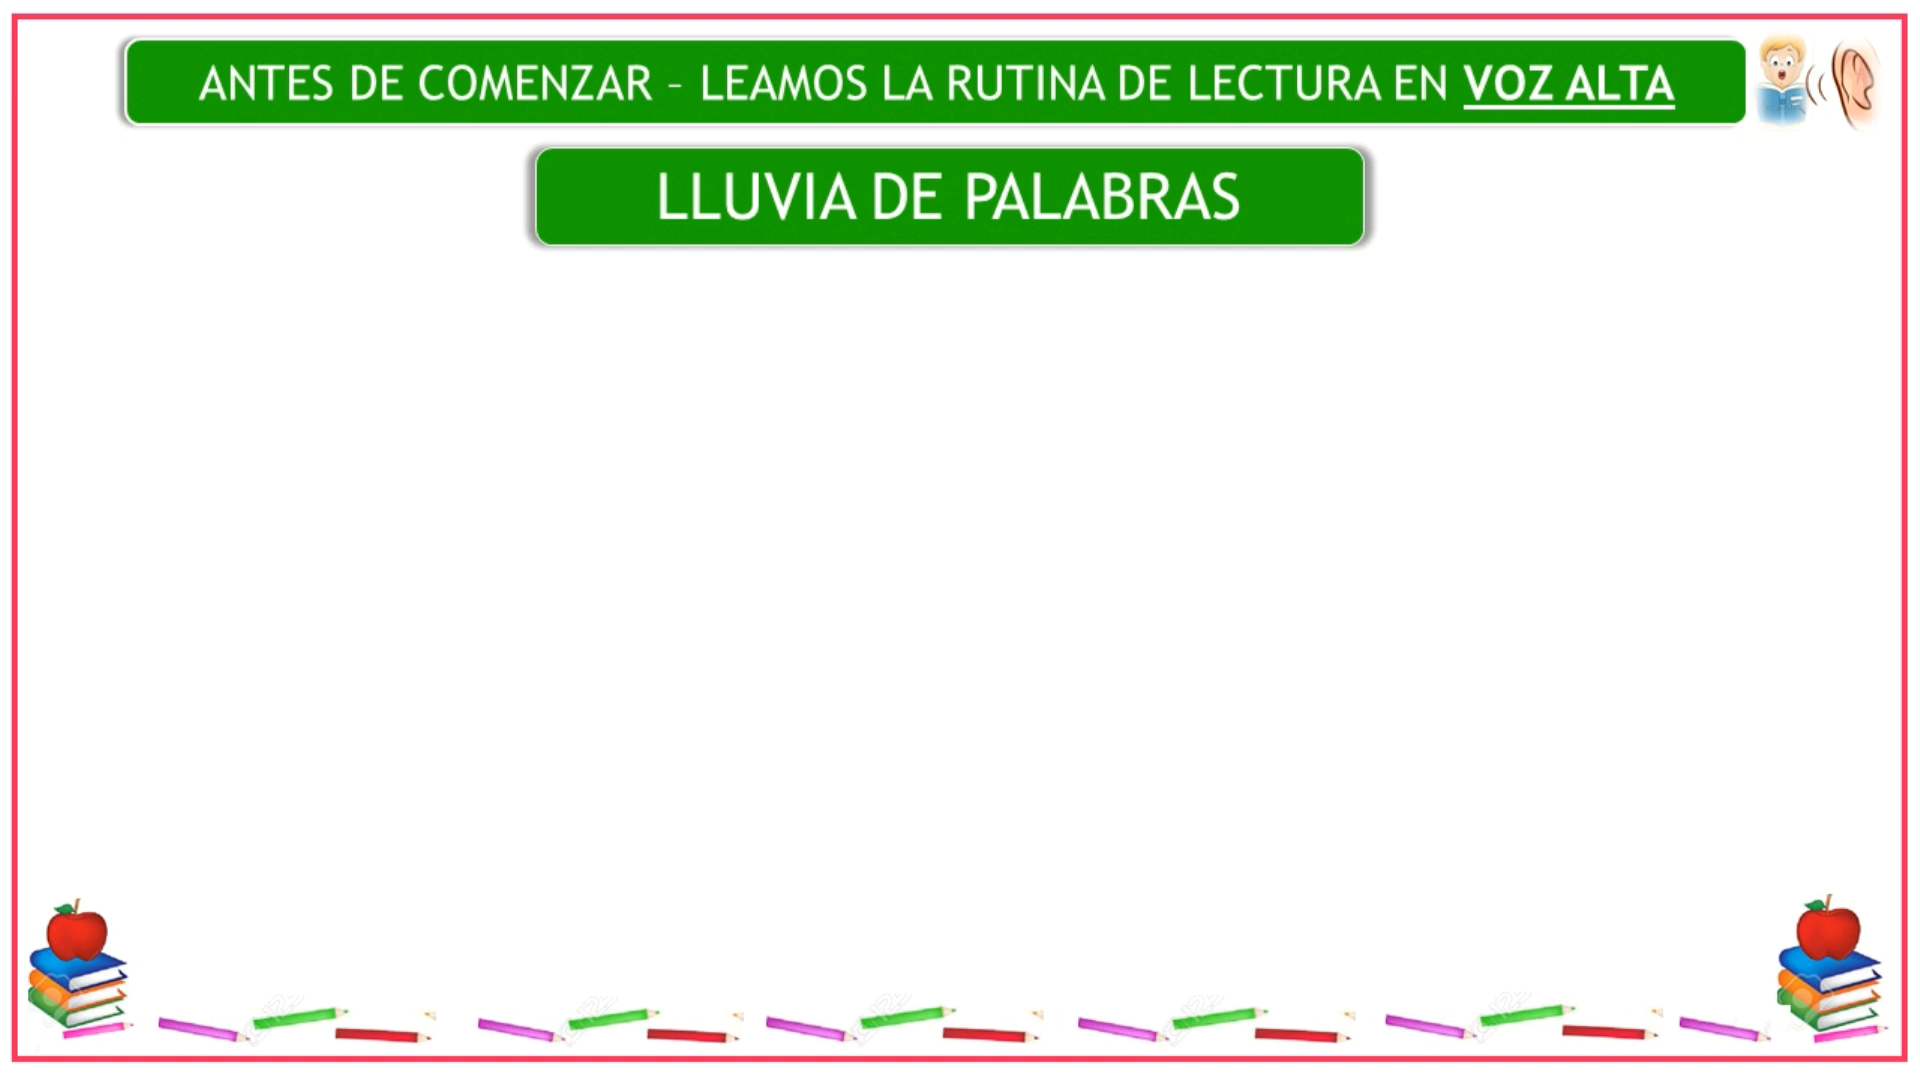 ANTES DE COMENZAR – LEAMOS LA RUTINA DE LECTURA EN VOZ ALTA
LLUVIA DE PALABRAS